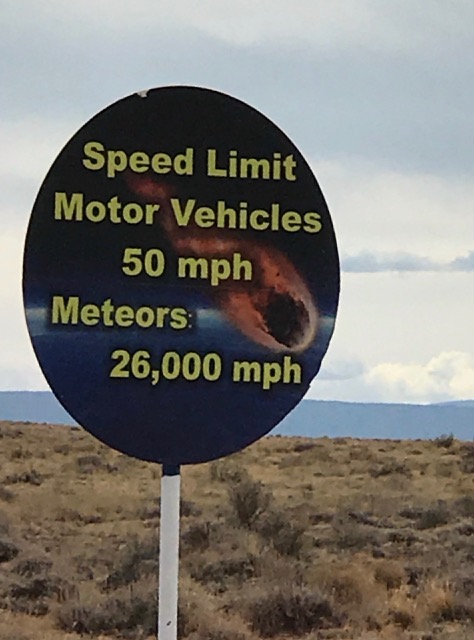 Speed Limit
Motor Vehicles
50 mph
Meteors:
26,000 mph